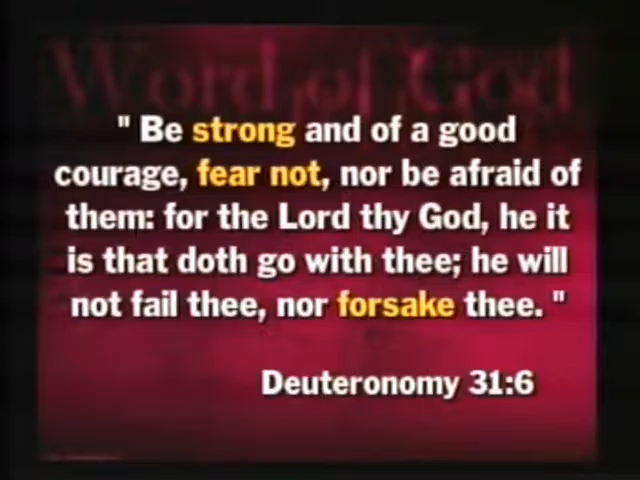 Word of God
" Be strong and of a good
courage, fear not, nor be afraid of
them: for the Lord thy God, he it
is that doth go with thee; he will
not fail thee, nor forsake thee. "
Deuteronomy 31:6